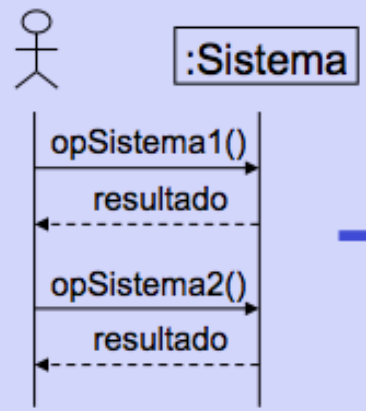 :Sistema
opSistema1()
resultado
opSistema2()
resultado